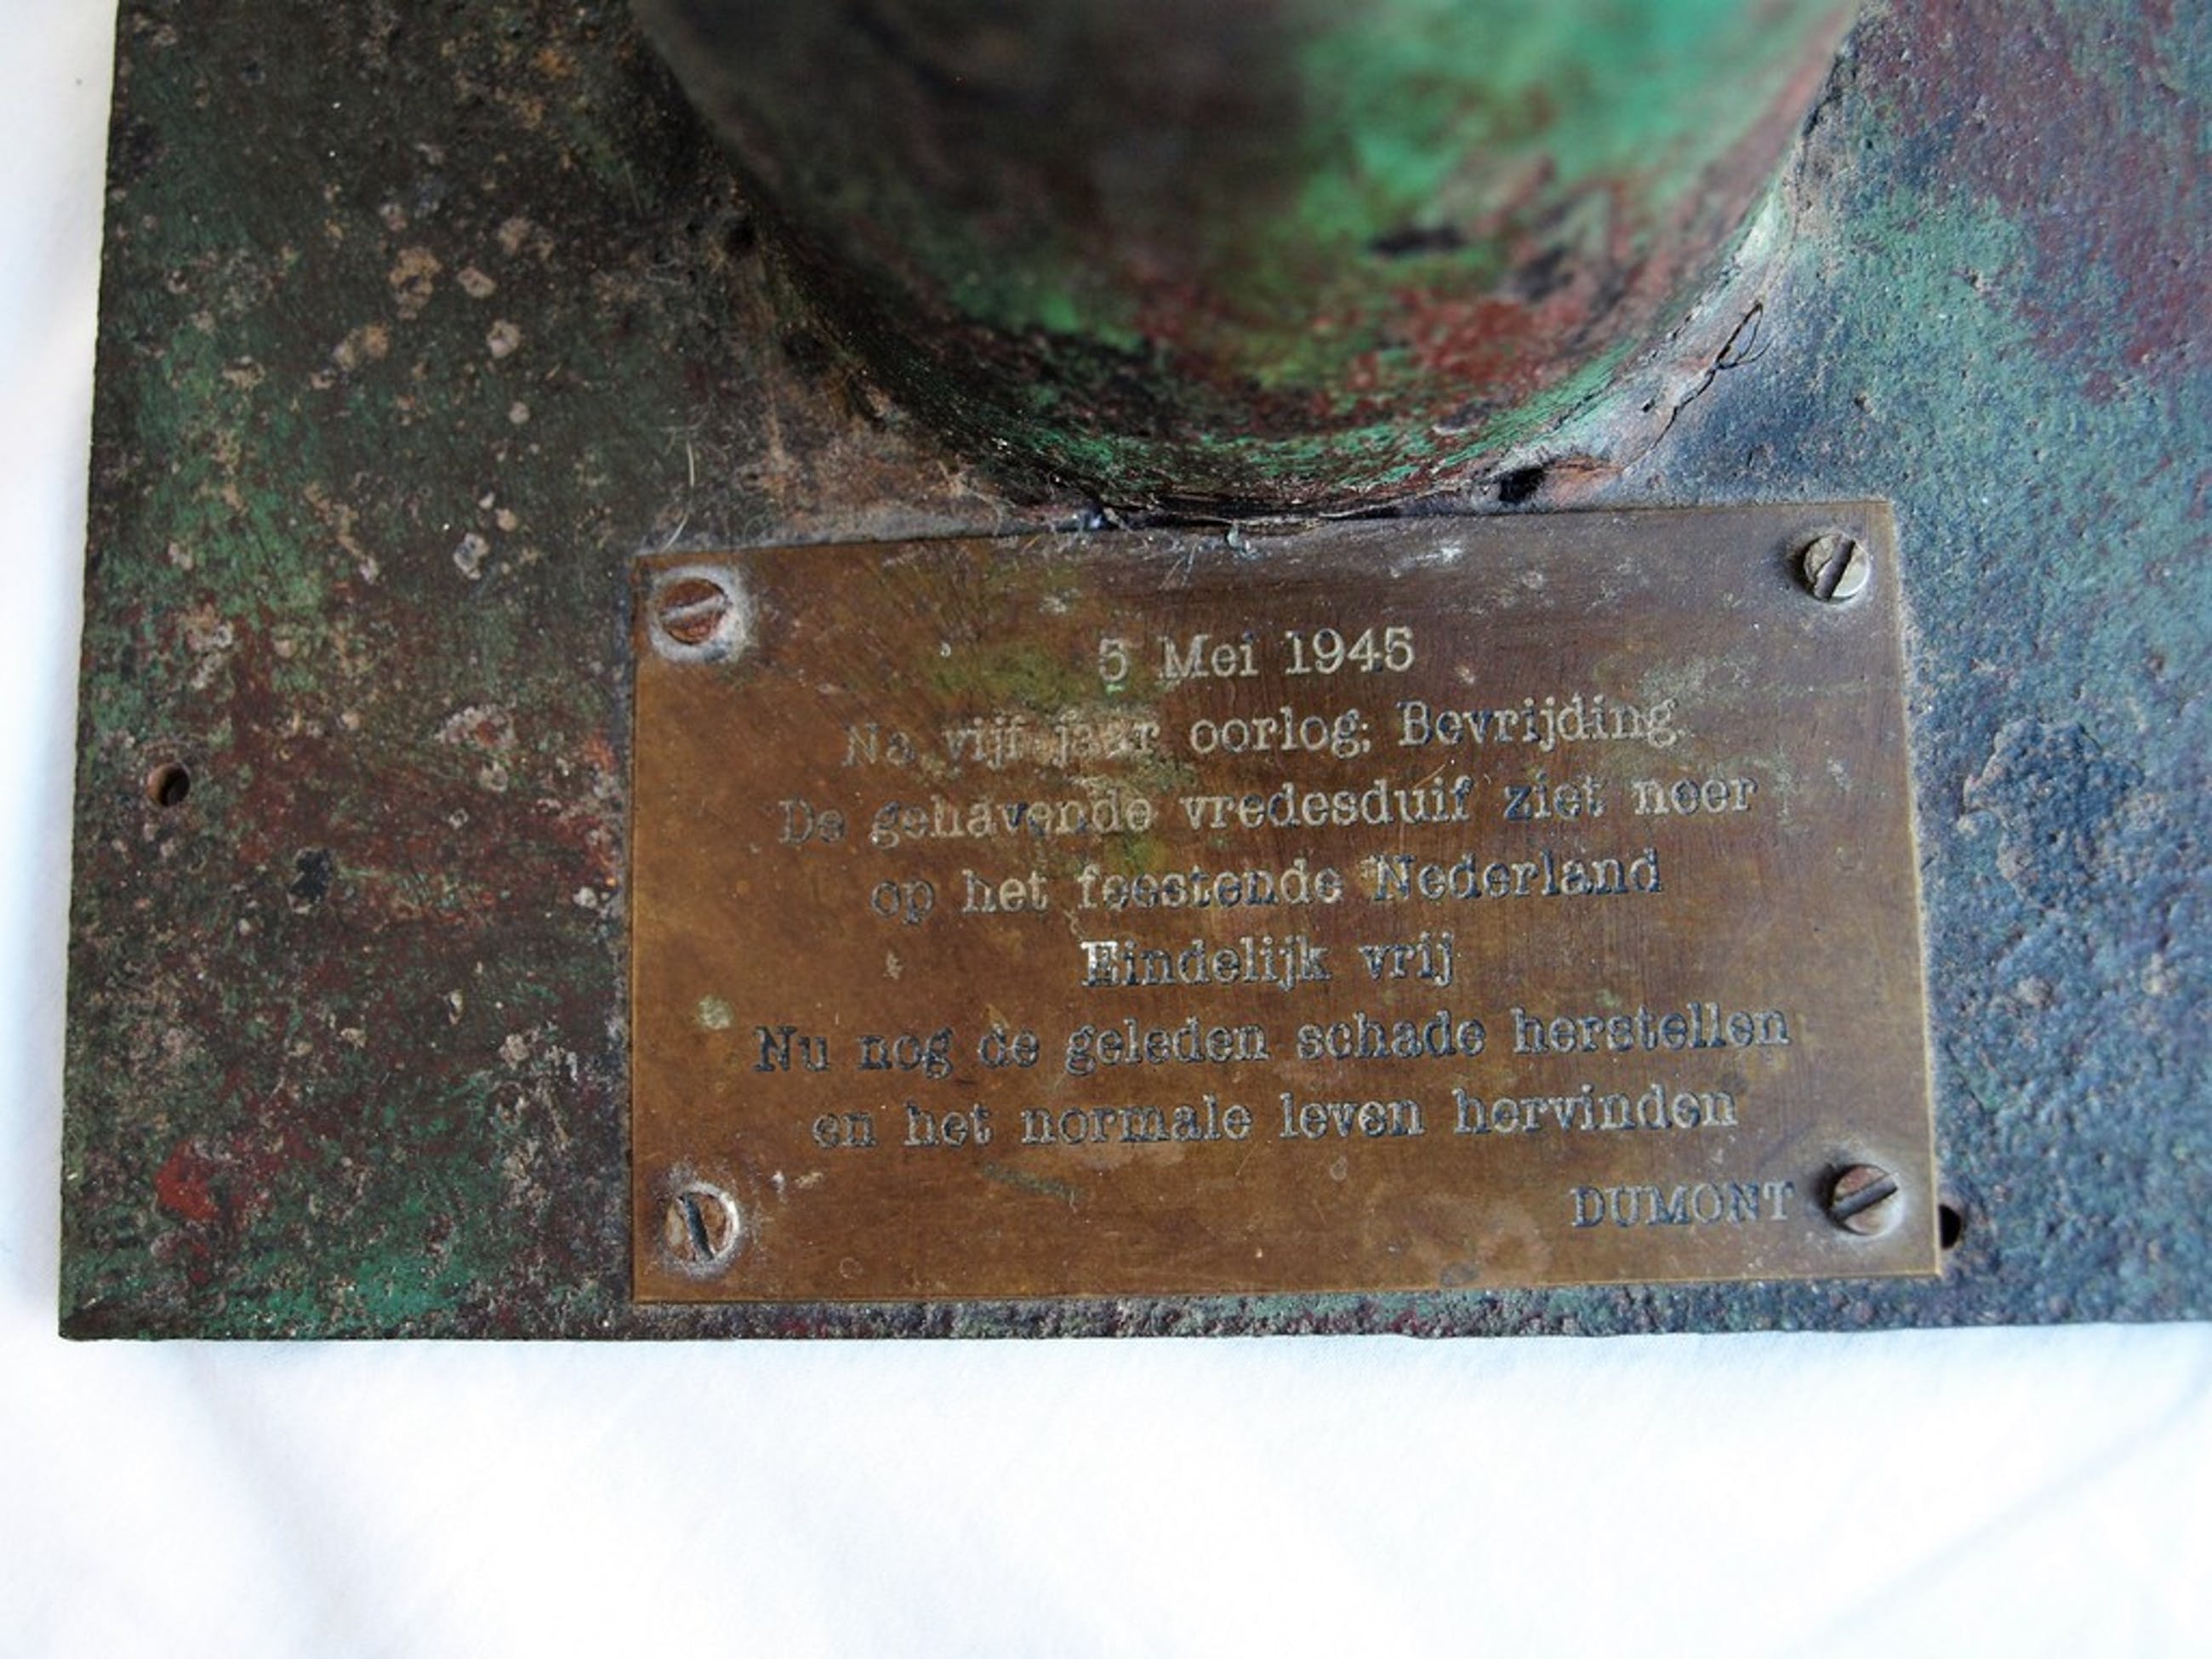 5 Mei 1945
Na vijf jaar oorlog; Bevrijding.
De gehavende vredesduif ziet neer
op het feestende Nederland
Eindelijk vrij
Nu nog de geleden schade herstellen
en het normale leven hervinden
DUMONT